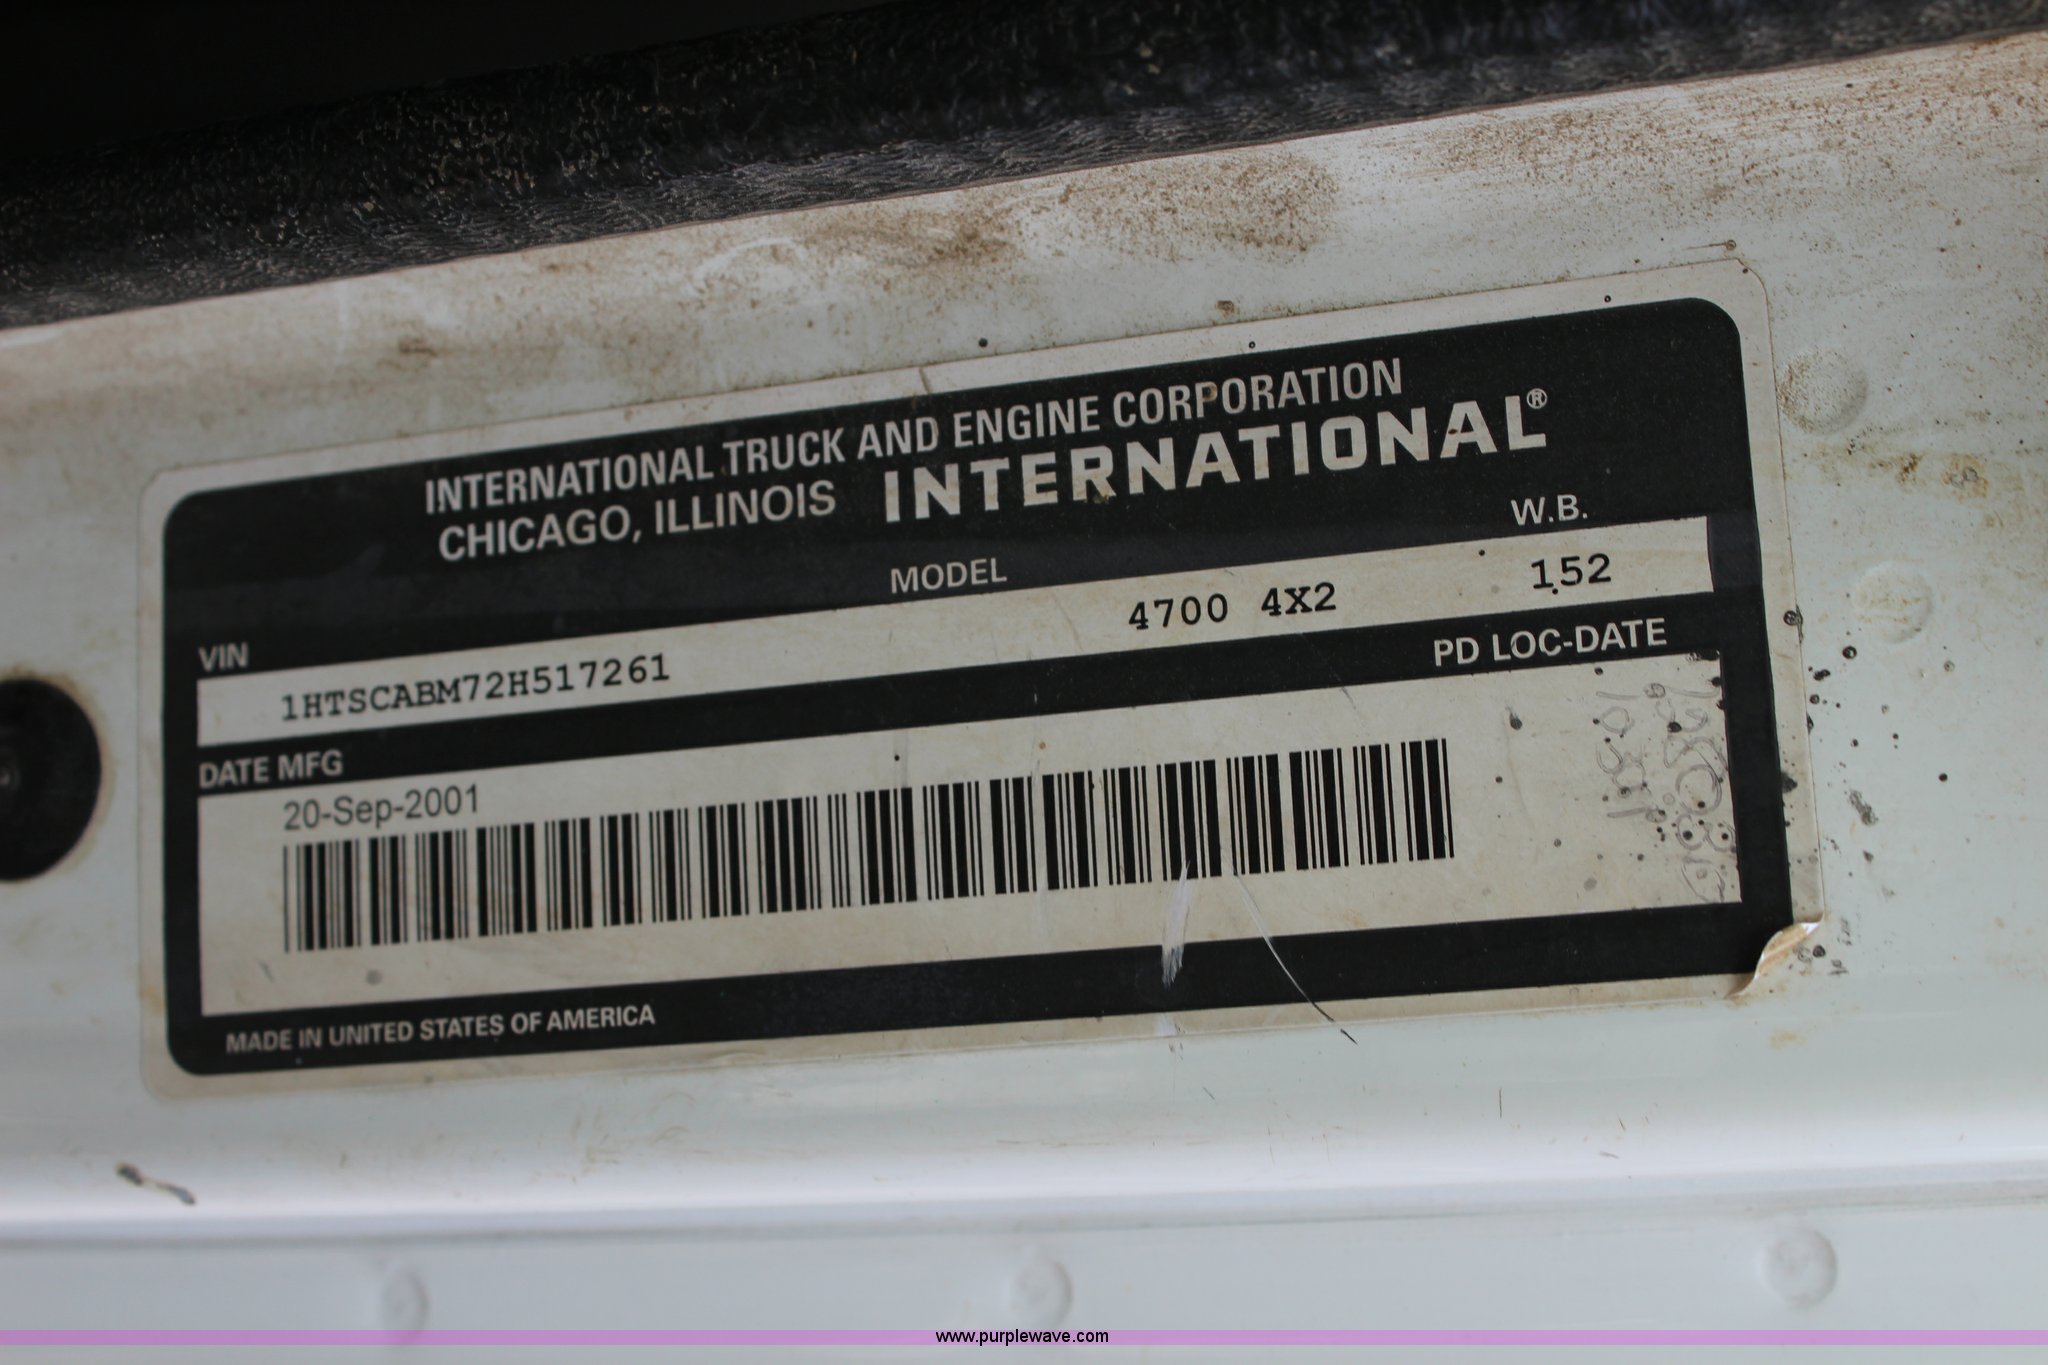 INTERNATIONAL TRUCK AND ENGINE CORPORATION
CHICAGO, ILLINOIS INTERNATIONAL®
VIN MODEL W.B.
1HTSCABM72H517261 4700 4X2 152
DATE MFG PD LOC-DATE
20-Sep-2001
MADE IN UNITED STATES OF AMERICA
www.purplewave.com